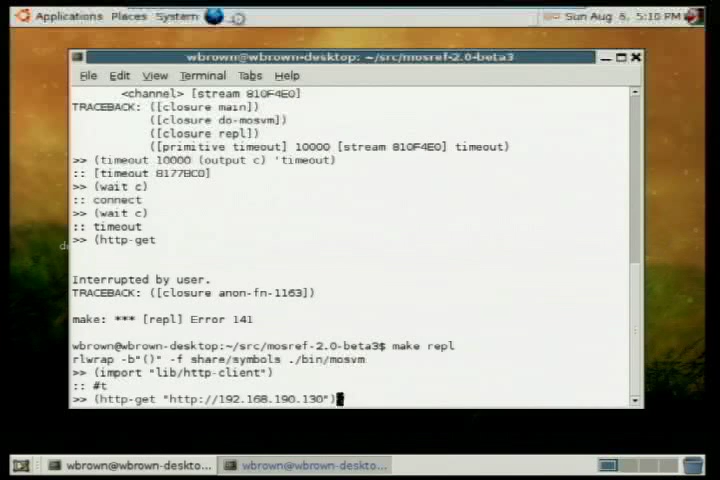 Applications Places System
Sun Aug 6, 5:10 PM
wbrown@wbrown-desktop: ~/src/mosref-2.0-beta3
File Edit View Terminal Tabs Help
<channel> [stream 810F4E0]
TRACEBACK: ([closure main])
([closure do-mosvm])
([closure repl])
([primitive timeout] 10000 [stream 810F4E0] timeout)
>> (timeout 10000 (output c) 'timeout)
:: [timeout 8177BC0]
>> (wait c)
:: connect
>> (wait c)
:: timeout
>> (http-get
Interrupted by user.
TRACEBACK: ([closure anon-fn-1163])
make: *** [repl] Error 141
wbrown@wbrown-desktop:~/src/mosref-2.0-beta3$ make repl
rlwrap -b"()" -f share/symbols ./bin/mosvm
>> (import "lib/http-client")
:: #t
>> (http-get "http://192.168.190.130")
wbrown@wbrown-deskto...
wbrown@wbrown-deskto...